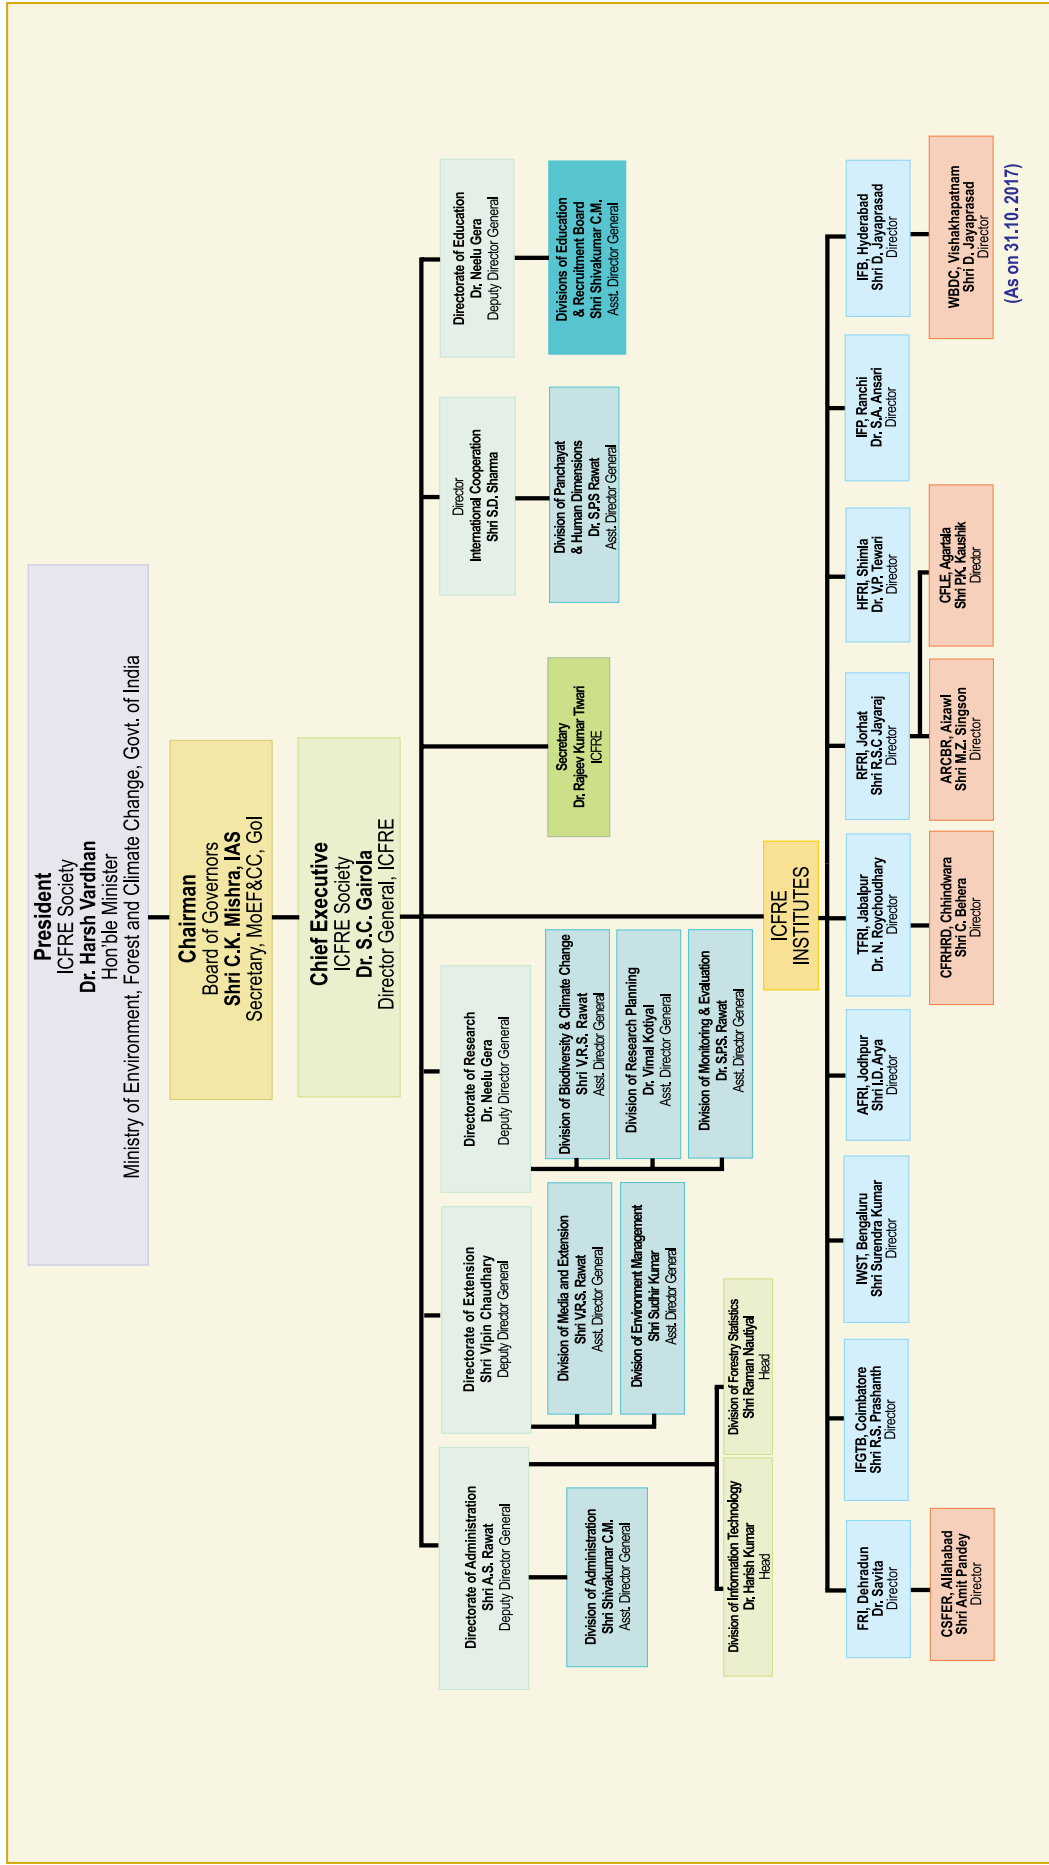 President
ICFRE Society
Dr. Harsh Vardhan
Hon'ble Minister
Ministry of Environment, Forest and Climate Change, Govt. of India
Chairman
Board of Governors
Shri C.K. Mishra, IAS
Secretary, MoEF&CC, GoI
Chief Executive
ICFRE Society
Dr. S.C. Gairola
Director General, ICFRE
Directorate of Administration
Shri A.S. Rawat
Deputy Director General
Directorate of Extension
Shri Vipin Chaudhary
Deputy Director General
Directorate of Research
Dr. Neelu Gera
Deputy Director General
Director
International Cooperation
Shri S.D. Sharma
Directorate of Education
Dr. Neelu Gera
Deputy Director General
Division of Administration
Shri Shivakumar C.M.
Asst. Director General
Division of Media and Extension
Shri V.R.S. Rawat
Asst. Director General
Division of Environment Management
Shri Sudhir Kumar
Asst. Director General
Division of Biodiversity & Climate Change
Shri V.R.S. Rawat
Asst. Director General
Division of Research Planning
Dr. Vimal Kotiyal
Asst. Director General
Division of Monitoring & Evaluation
Dr. S.P.S. Rawat
Asst. Director General
Secretary
Dr. Rajeev Kumar Tiwari
ICFRE
Division of Panchayat
& Human Dimensions
Dr. S.P.S Rawat
Asst. Director General
Divisions of Education
& Recruitment Board
Shri Shivakumar C.M.
Asst. Director General
Division of Information Technology
Dr. Harish Kumar
Head
Division of Forestry Statistics
Shri Raman Nautiyal
Head
ICFRE
INSTITUTES
FRI, Dehradun
Dr. Savita
Director
IFGTB, Coimbatore
Shri R.S. Prashanth
Director
IWST, Bengaluru
Shri Surendra Kumar
Director
AFRI, Jodhpur
Shri I.D. Arya
Director
TFRI, Jabalpur
Dr. N. Roychoudhary
Director
RFRI, Jorhat
Shri R.S.C Jayaraj
Director
HFRI, Shimla
Dr. V.P. Tewari
Director
IFP, Ranchi
Dr. S.A. Ansari
Director
IFB, Hyderabad
Shri D. Jayaprasad
Director
CSFER, Allahabad
Shri Amit Pandey
Director
CFRHRD, Chhindwara
Shri C. Behera
Director
ARCBR, Aizawl
Shri M.Z. Singson
Director
CFLE, Agartala
Shri P.K. Kaushik
Director
WBDC, Vishakhapatnam
Shri D. Jayaprasad
Director
(As on 31.10. 2017)